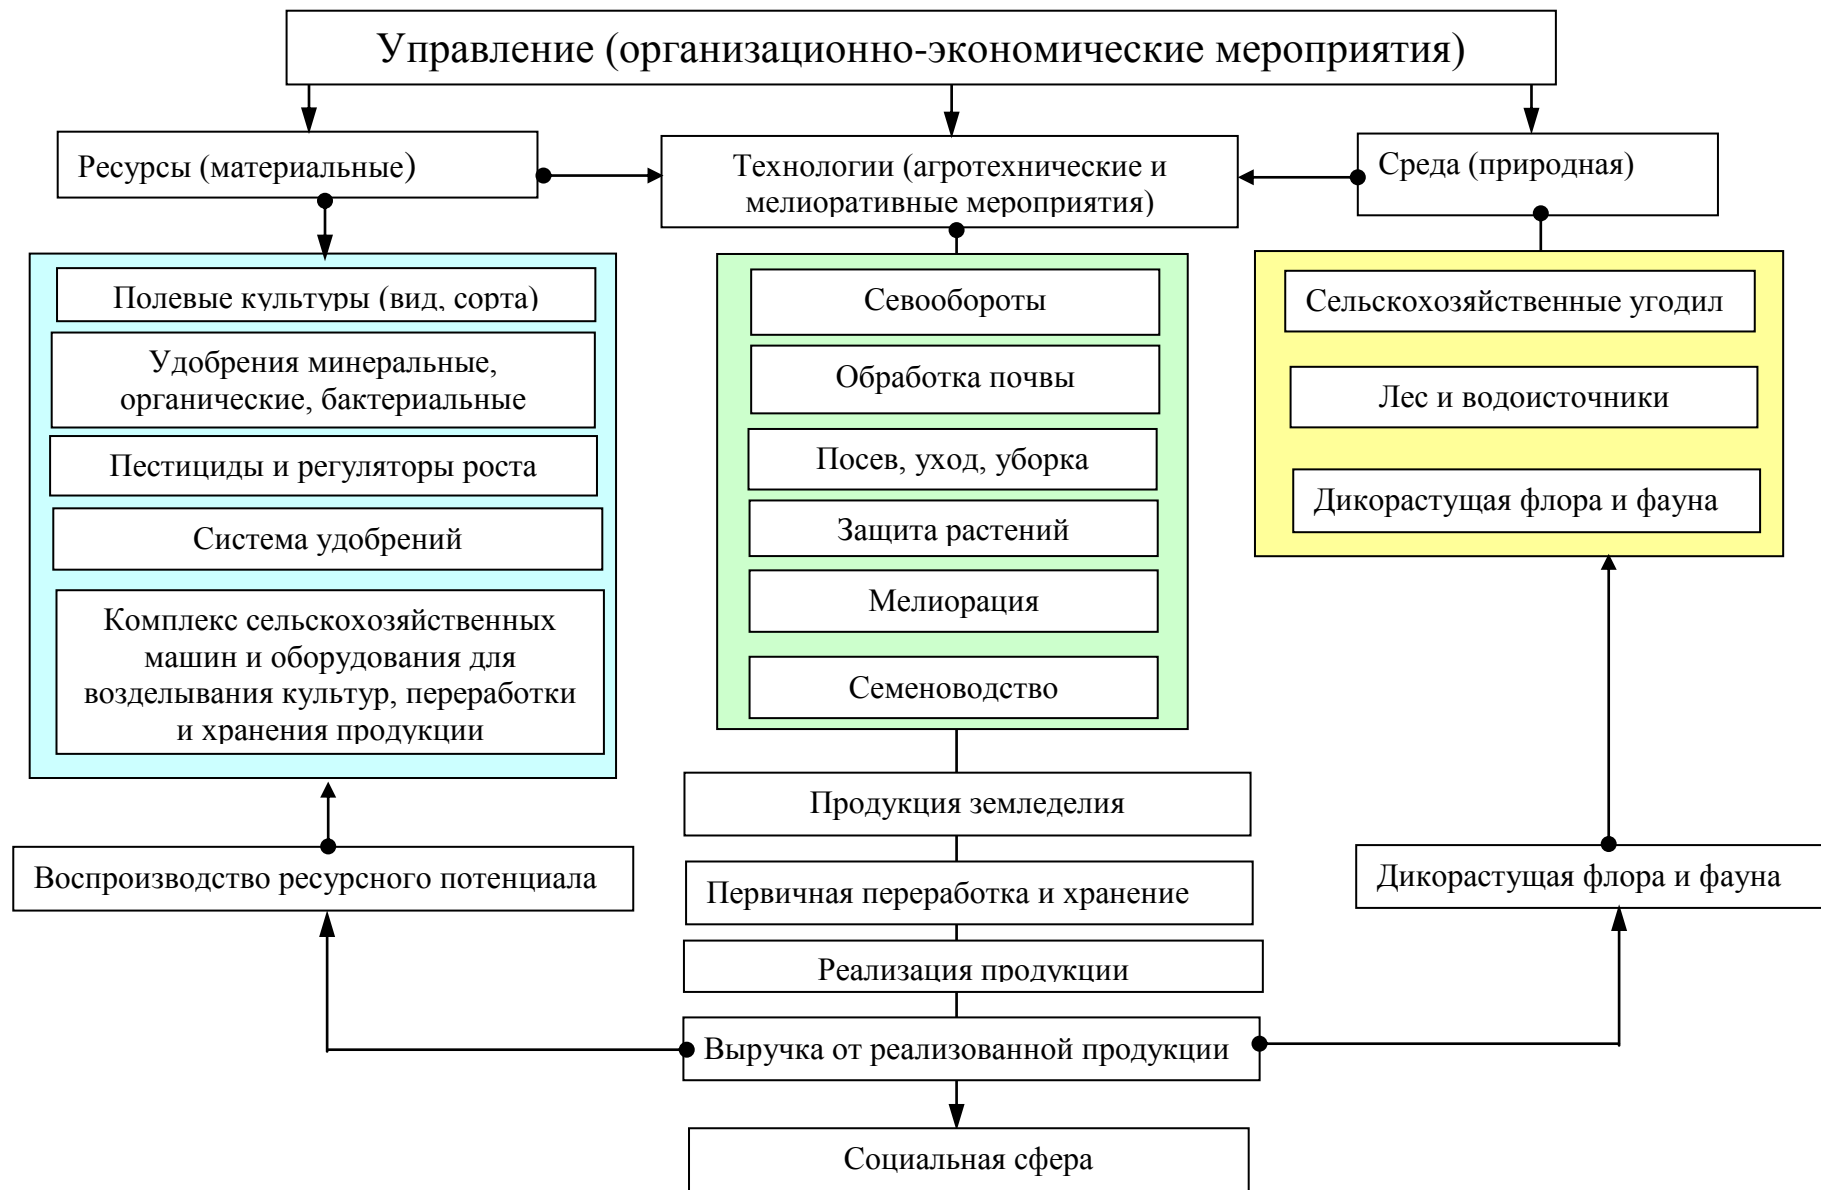 Управление (организационно-экономические мероприятия)
Ресурсы (материальные)
Технологии (агротехнические и
мелиоративные мероприятия)
Среда (природная)
Полевые культуры (вид, сорта)
Удобрения минеральные,
органические, бактериальные
Пестициды и регуляторы роста
Система удобрений
Комплекс сельскохозяйственных
машин и оборудования для
возделывания культур, переработки
и хранения продукции
Севообороты
Обработка почвы
Посев, уход, уборка
Защита растений
Мелиорация
Семеноводство
Сельскохозяйственные угодил
Лес и водоисточники
Дикорастущая флора и фауна
Продукция земледелия
Воспроизводство ресурсного потенциала
Первичная переработка и хранение
Дикорастущая флора и фауна
Реализация продукции
Выручка от реализованной продукции
Социальная сфера